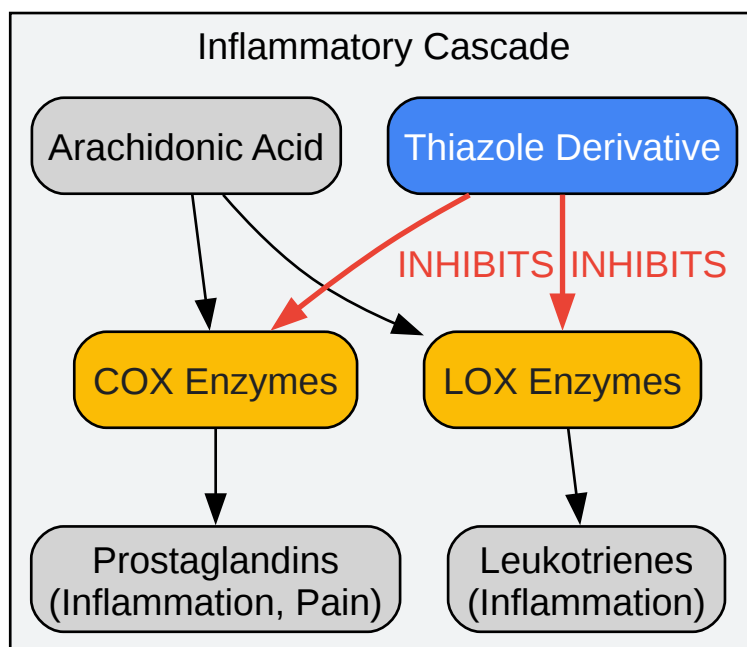 Inflammatory Cascade
Arachidonic Acid
Thiazole Derivative
INHIBITS
INHIBITS
COX Enzymes
LOX Enzymes
Prostaglandins
(Inflammation, Pain)
Leukotrienes
(Inflammation)